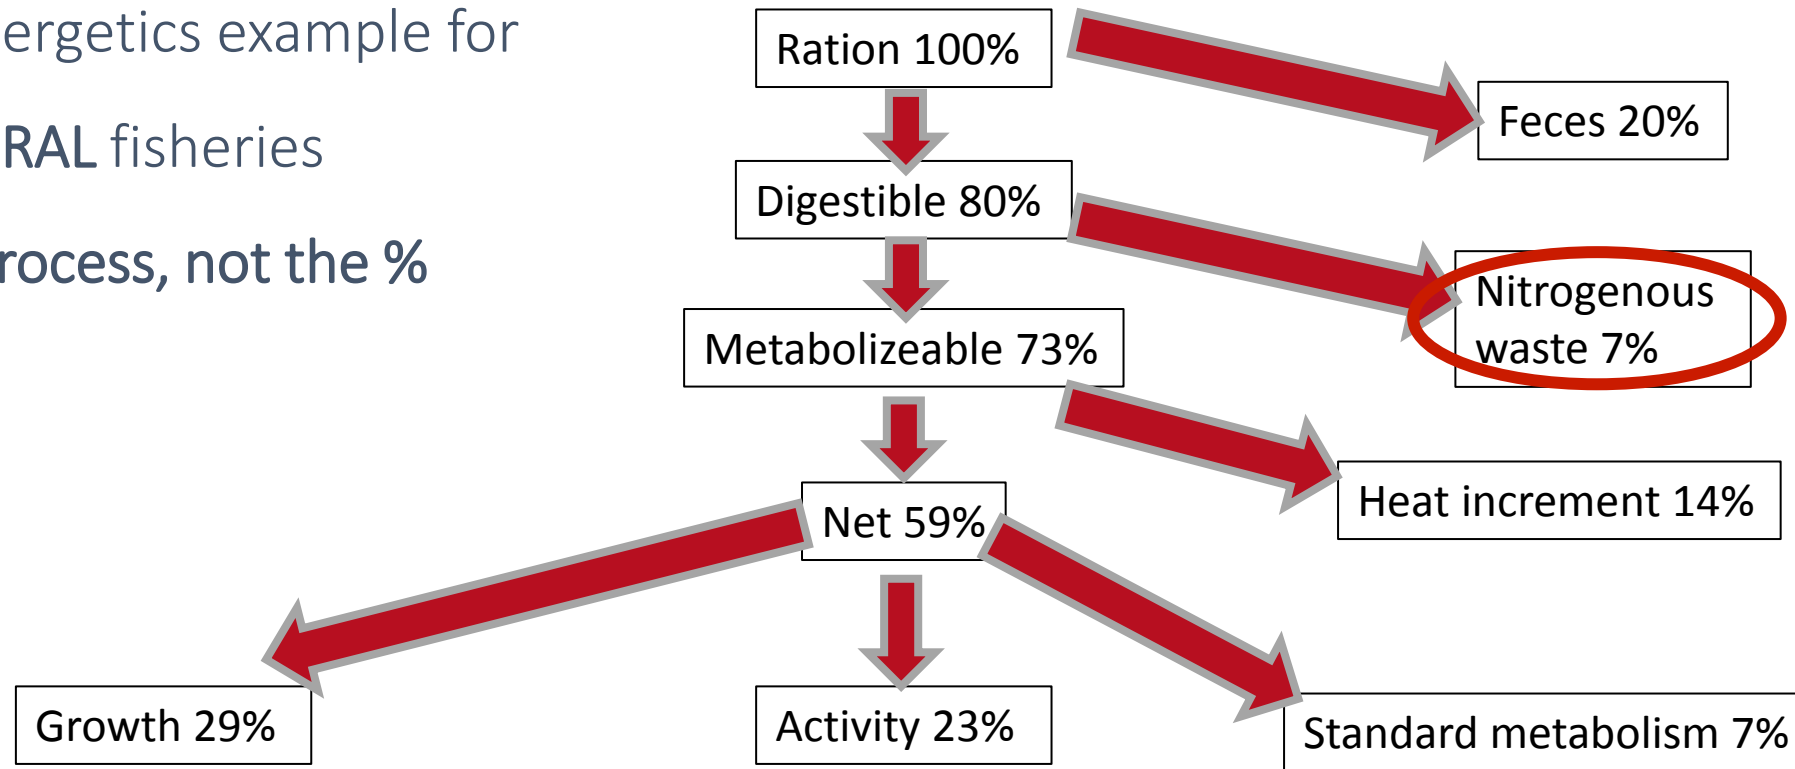 ergetics example for
RAL fisheries
rocess, not the %
Ration 100%
Feces 20%
Digestible 80%
Nitrogenous
waste 7%
Metabolizeable 73%
Heat increment 14%
Net 59%
Growth 29%
Activity 23%
Standard metabolism 7%